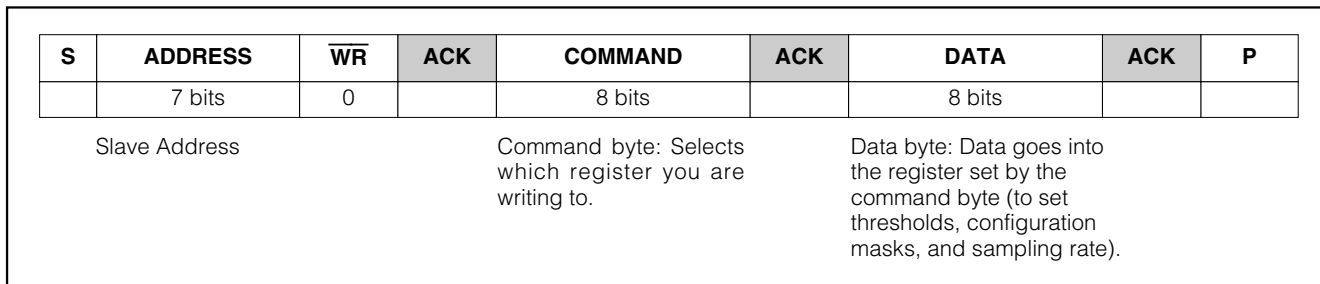 S ADDRESS WR ACK COMMAND ACK DATA ACK P
7 bits 0 8 bits 8 bits
Slave Address
Command byte: Selects
which register you are
writing to.
Data byte: Data goes into
the register set by the
command byte (to set
thresholds, configuration
masks, and sampling rate).